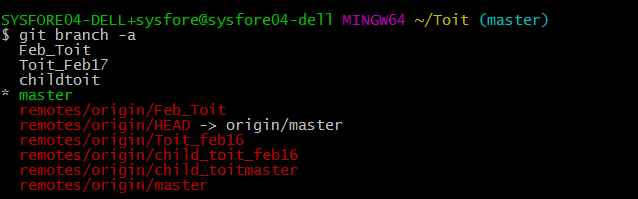 SYSFORE04-DELL+sysfore@sysfore04-dell MINGW64 ~/Toit (master)
$ git branch -a
  Feb_Toit
  Toit_Feb17
  childtoit
* master
  remotes/origin/Feb_Toit
  remotes/origin/HEAD -> origin/master
  remotes/origin/Toit_feb16
  remotes/origin/child_toit_feb16
  remotes/origin/child_toitmaster
  remotes/origin/master